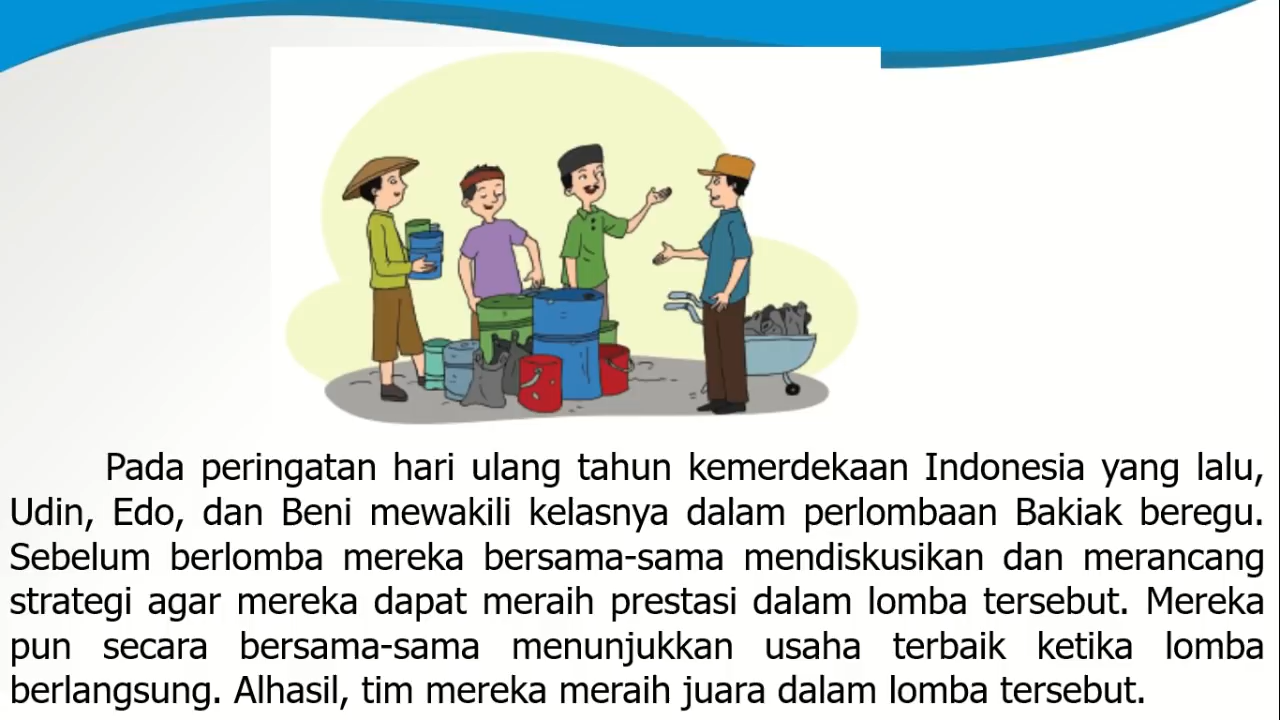 Pada peringatan hari ulang tahun kemerdekaan Indonesia yang lalu,
Udin, Edo, dan Beni mewakili kelasnya dalam perlombaan Bakiak beregu.
Sebelum berlomba mereka bersama-sama mendiskusikan dan merancang
strategi agar mereka dapat meraih prestasi dalam lomba tersebut. Mereka
pun secara bersama-sama menunjukkan usaha terbaik ketika lomba
berlangsung. Alhasil, tim mereka meraih juara dalam lomba tersebut.